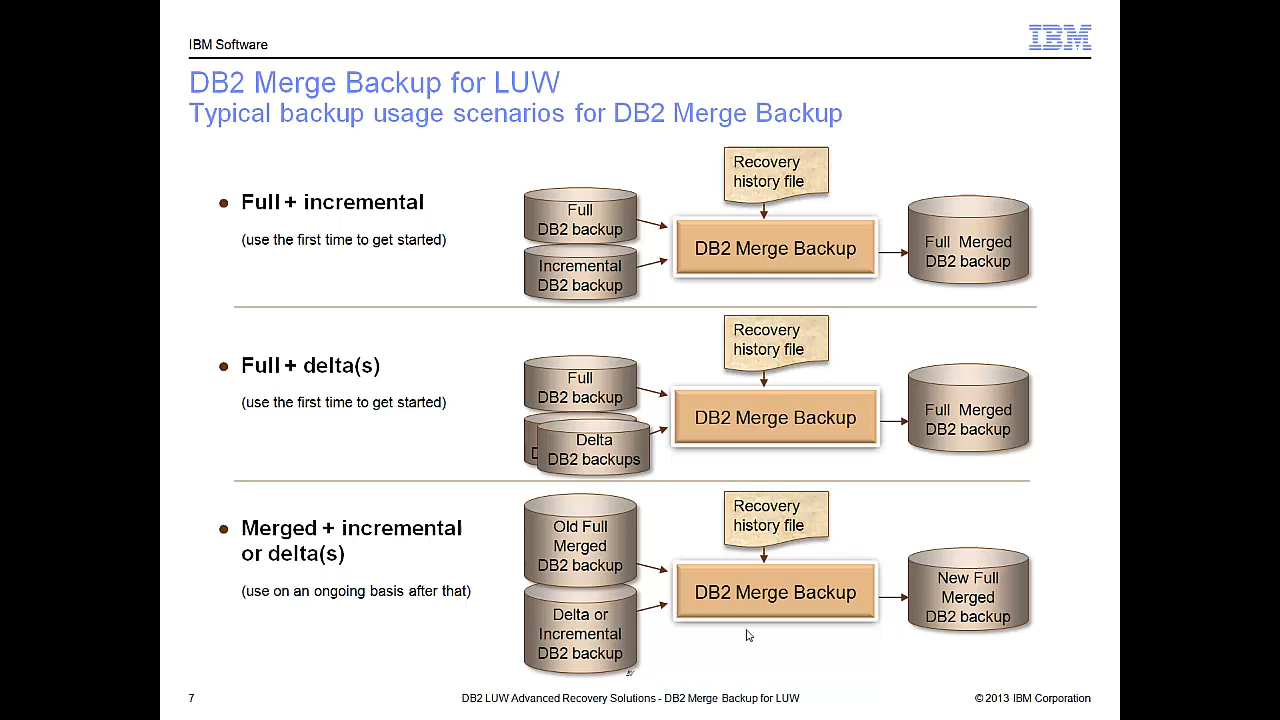 IBM Software
IBM
DB2 Merge Backup for LUW
Typical backup usage scenarios for DB2 Merge Backup
Full + incremental
(use the first time to get started)
Full
DB2 backup
Incremental
DB2 backup
Recovery
history file
DB2 Merge Backup
Full Merged
DB2 backup
Full + delta(s)
(use the first time to get started)
Full
DB2 backup
Delta
DB2 backups
Recovery
history file
DB2 Merge Backup
Full Merged
DB2 backup
Merged + incremental
or delta(s)
(use on an ongoing basis after that)
Old Full
Merged
DB2 backup
Delta or
Incremental
DB2 backup
Recovery
history file
DB2 Merge Backup
New Full
Merged
DB2 backup
7
DB2 LUW Advanced Recovery Solutions - DB2 Merge Backup for LUW
© 2013 IBM Corporation